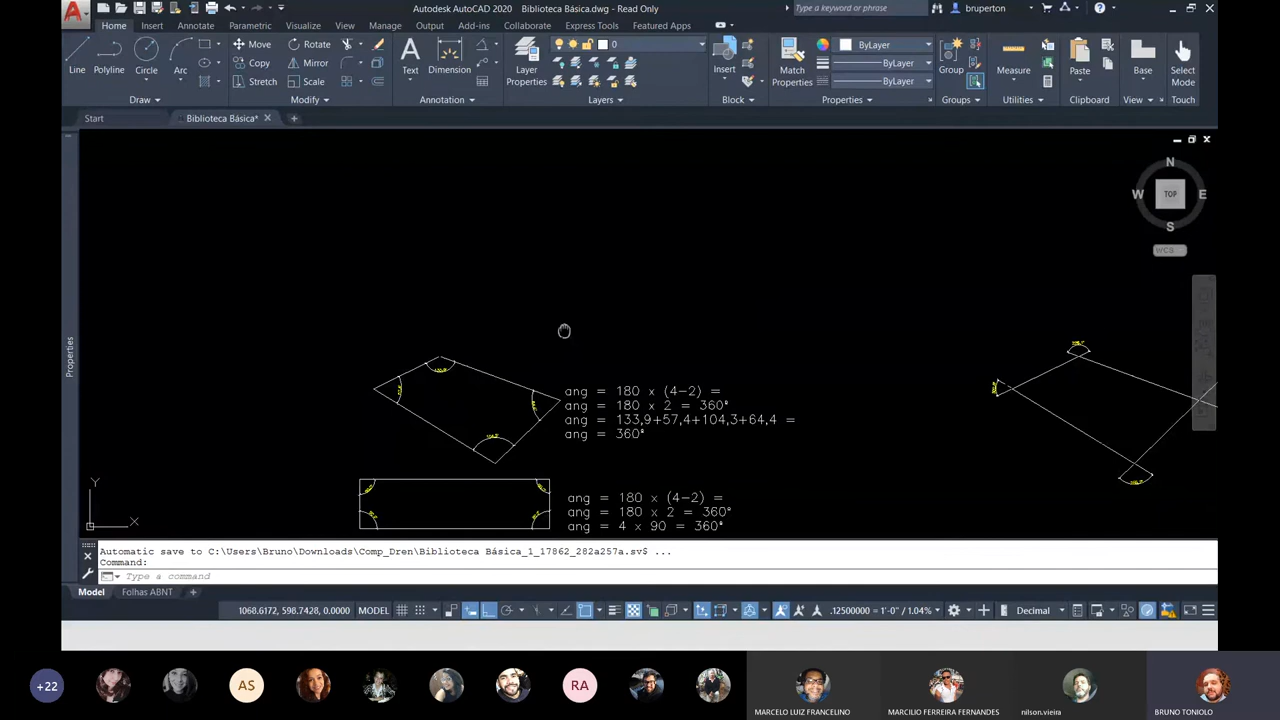 Autodesk AutoCAD 2020 Biblioteca Básica.dwg - Read Only
Type a keyword or phrase
bruperton
Home Insert Annotate Parametric View Manage Output Add-ins Collaborate Express Tools Featured Apps
Line Polyline Circle Arc
Move Rotate
Copy Mirror
Stretch Scale
Text Dimension
Layer Properties
0
Insert
Match Properties
ByLayer
ByLayer
ByLayer
Group
Measure
Paste
Base
Select Mode
Draw Modify Annotation Layers Block Properties Groups Utilities Clipboard View Touch
Start Biblioteca Básica*
N
W TOP E
S
WCS
Properties
ang = 180 x (4-2) =
ang = 180 x 2 = 360°
ang = 133,9+57,4+104,3+64,4 =
ang = 360°
ang = 180 x (4-2) =
ang = 180 x 2 = 360°
ang = 4 x 90 = 360°
Y
X
Automatic save to C:\Users\Bruno\Downloads\Comp_Dren\Biblioteca Básica_1_17862_282a257a.sv$ ...
Command:
Type a command
Model Folhas ABNT
1068.6172, 598.7428, 0.0000 MODEL .12500000 = 1'-0" / 1.04% Decimal
+22
AS
RA
MARCELO LUIZ FRANCELINO
MARCILIO FERREIRA FERNANDES
nilson.vieira
BRUNO TONIOLO